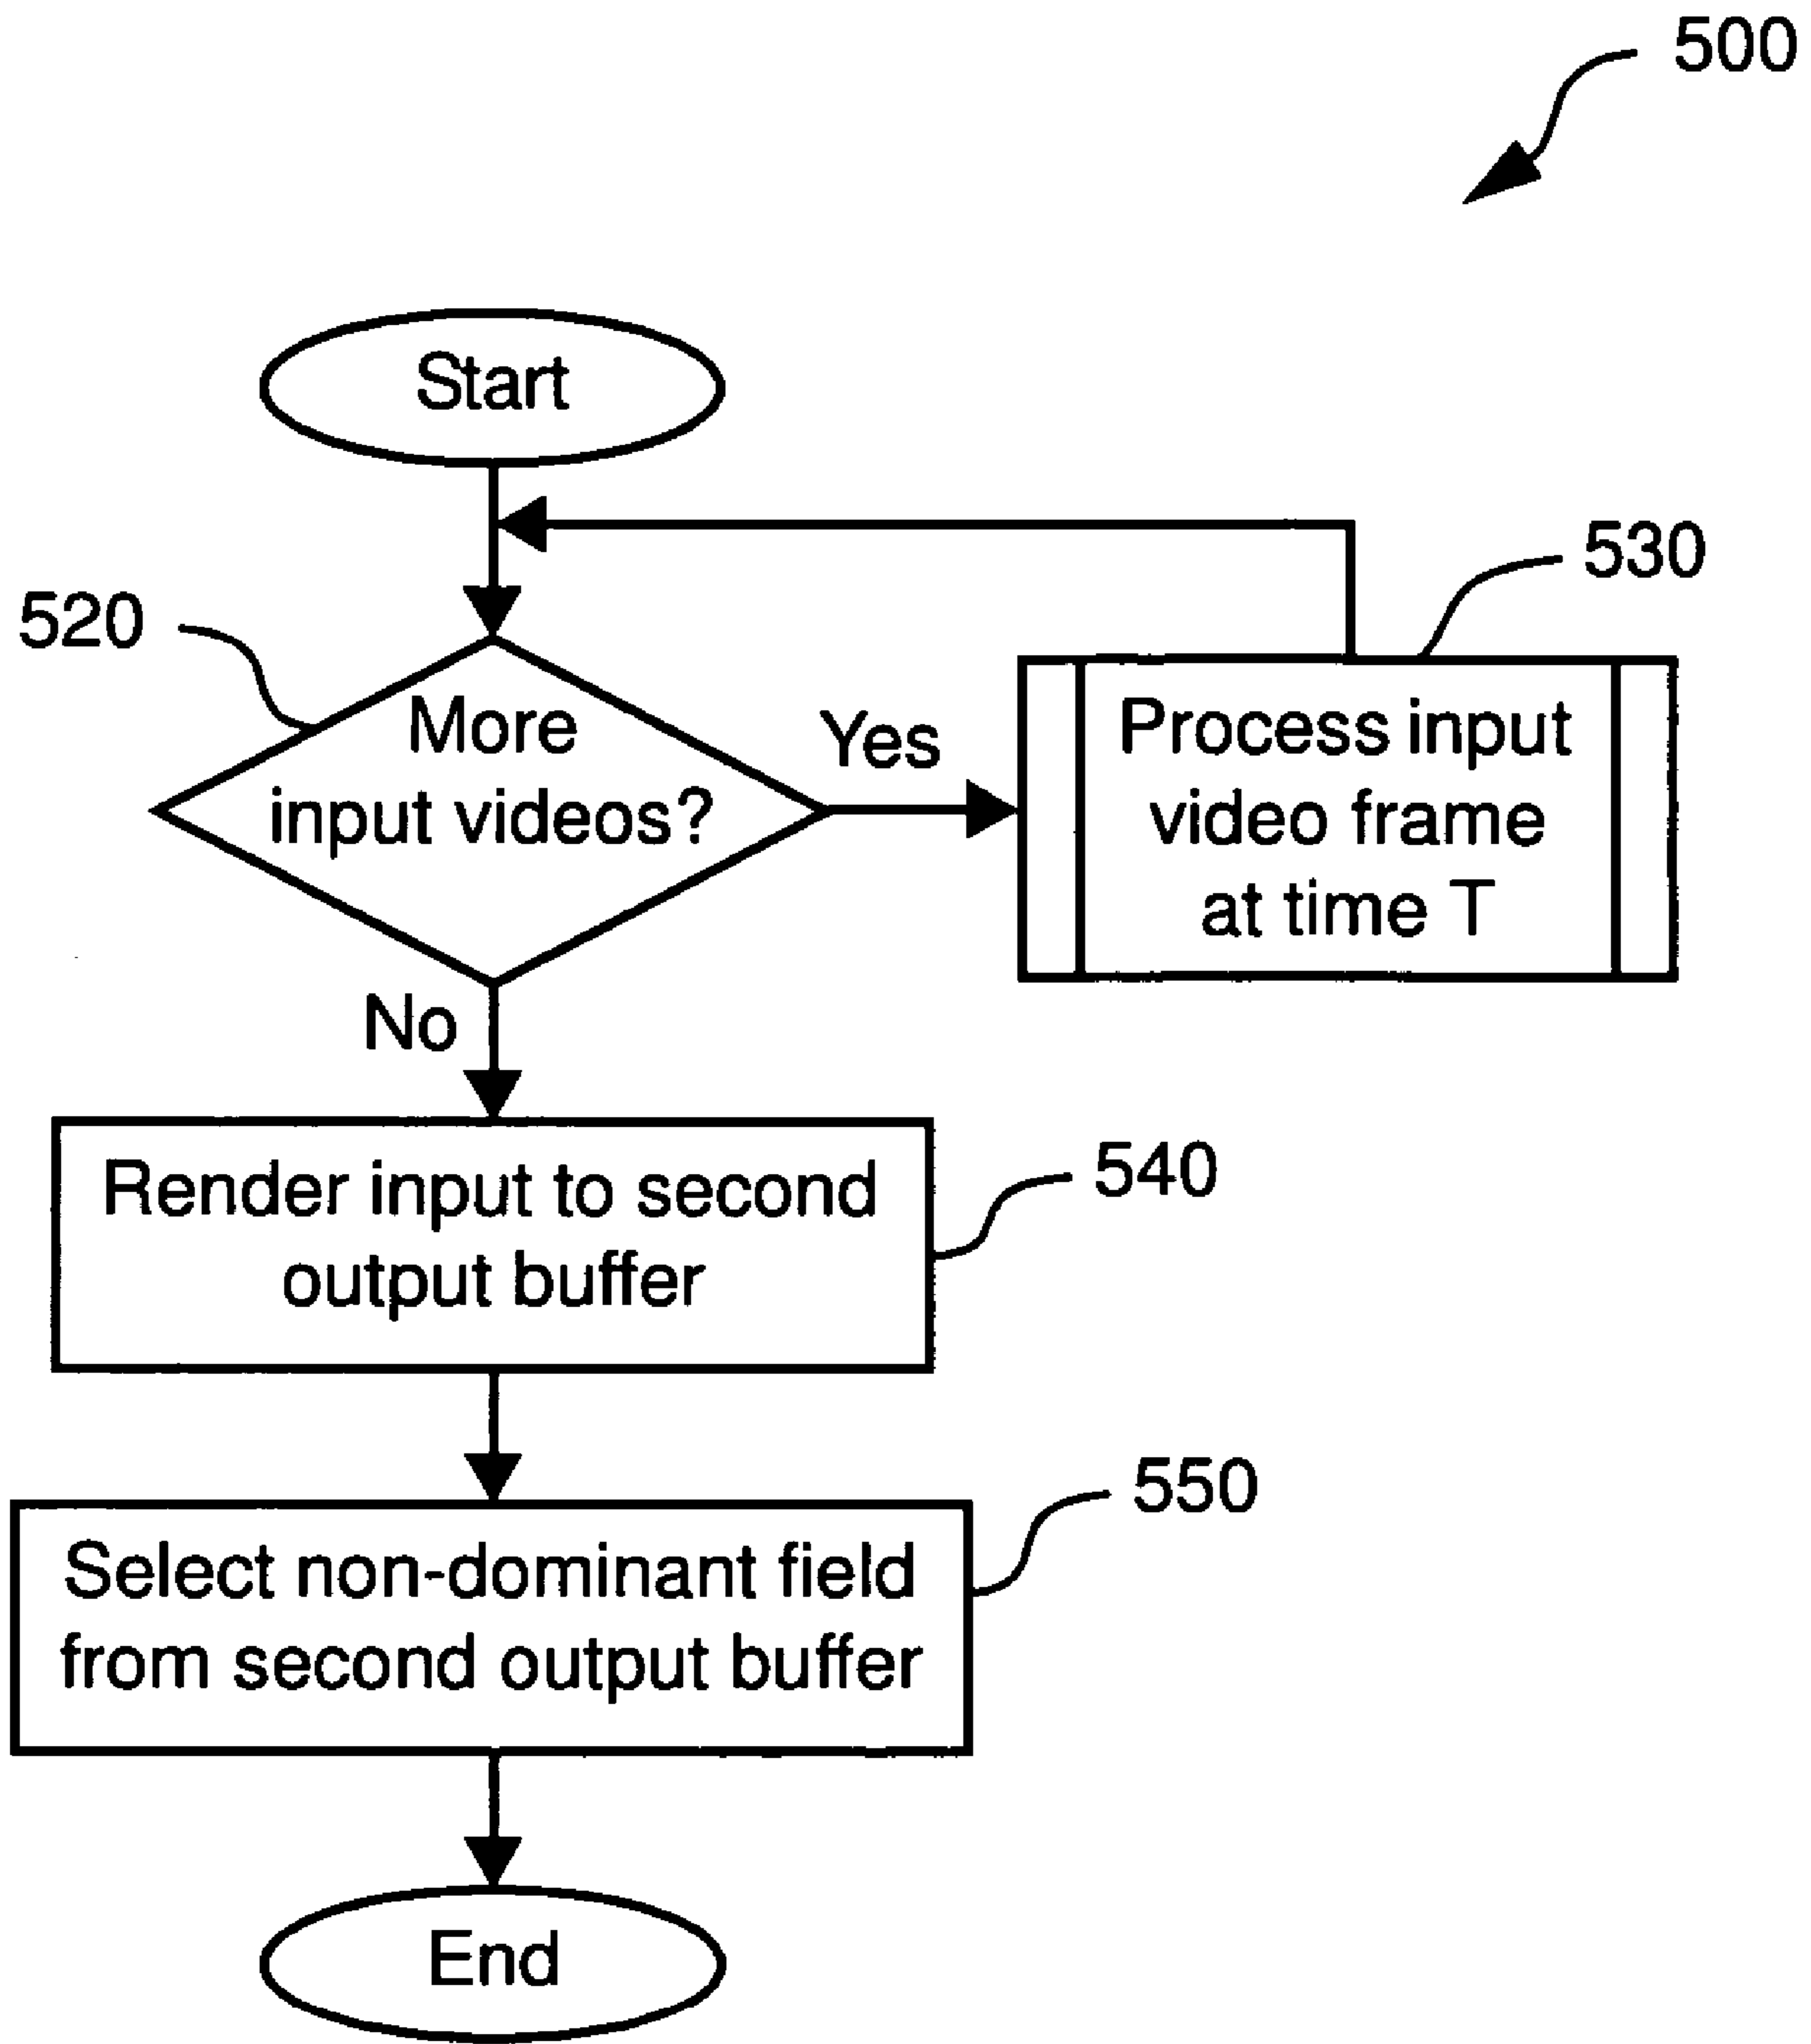 500
Start
530
520
More
input videos?
Yes
Process input
video frame
at time T
No
Render input to second
output buffer
540
550
Select non-dominant field
from second output buffer
End